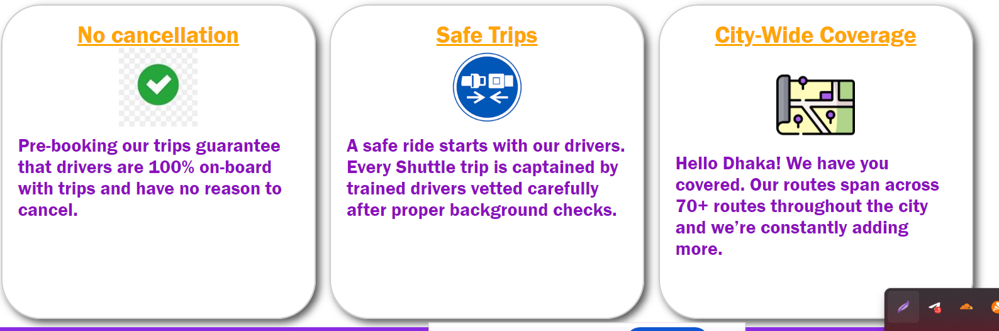 No cancellation
Pre-booking our trips guarantee
that drivers are 100% on-board
with trips and have no reason to
cancel.
Safe Trips
A safe ride starts with our drivers.
Every Shuttle trip is captained by
trained drivers vetted carefully
after proper background checks.
City-Wide Coverage
Hello Dhaka! We have you
covered. Our routes span across
70+ routes throughout the city
and we’re constantly adding
more.